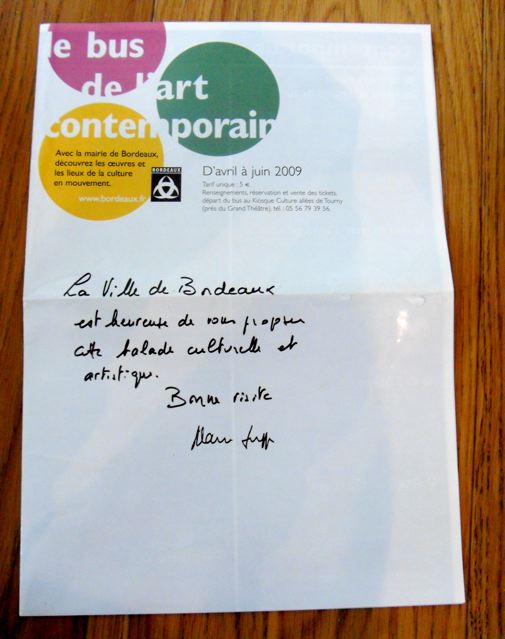 le bus
de l'art
contemporain
Avec la mairie de Bordeaux,
découvrez les œuvres et
les lieux de la culture
en mouvement.
www.bordeaux.fr
BORDEAUX
D'avril à juin 2009
Tarif unique : 5 €
Renseignements, réservation et vente des tickets,
départ du bus au Kiosque Culture allées de Tourny
(près du Grand Théâtre), tél : 05 56 79 39 56.
La Ville de Bordeaux
est heureuse de vous proposer
cette balade culturelle et
artistique.
Bonne visite